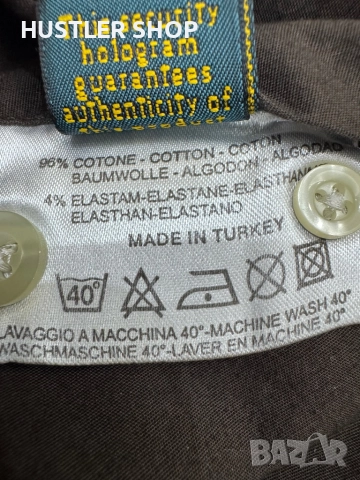 HUSTLER SHOP
This security
hologram
guarantees
authenticity of
96% COTONE - COTTON - COTON
BAUMWOLLE - ALGODON - ALGODAO
4% ELASTAM-ELASTANE-ELASTHANNE
ELASTHAN-ELASTANO
MADE IN TURKEY
40°
LAVAGGIO A MACCHINA 40°-MACHINE WASH 40°
WASCHMASCHINE 40°-LAVER EN MACHINE 40°
BAZAR